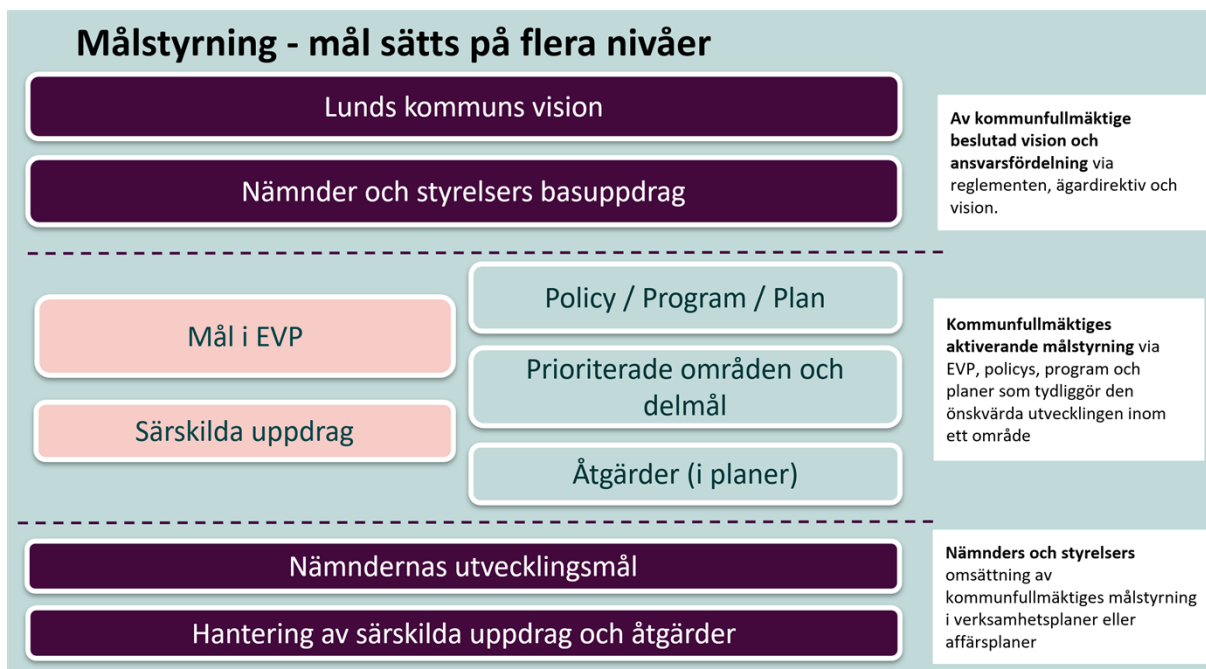 Målstyrning - mål sätts på flera nivåer
Lunds kommuns vision
Nämnder och styrelsers basuppdrag
Av kommunfullmäktige
beslutad vision och
ansvarsfördelning via
reglementen, ägardirektiv och
vision.
Mål i EVP
Särskilda uppdrag
Policy / Program / Plan
Prioriterade områden och
delmål
Åtgärder (i planer)
Kommunfullmäktiges
aktiverande målstyrning via
EVP, policys, program och
planer som tydliggör den
önskvärda utvecklingen inom
ett område
Nämndernas utvecklingsmål
Hantering av särskilda uppdrag och åtgärder
Nämnders och styrelsers
omsättning av
kommunfullmäktiges målstyrning
i verksamhetsplaner eller
affärsplaner